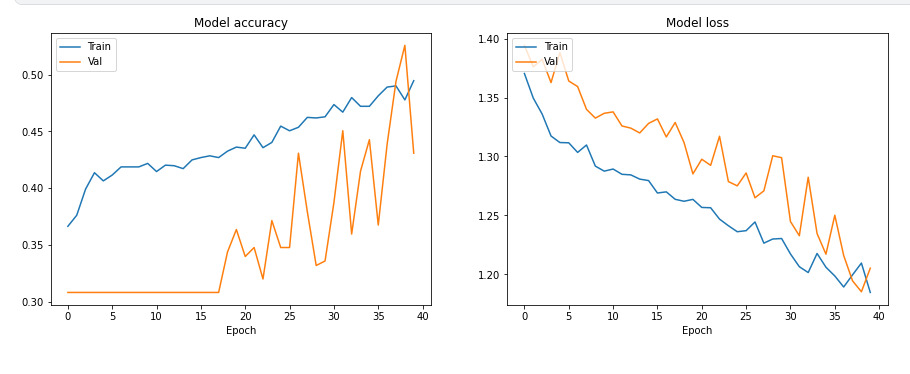 Model accuracy
Train
Val
0.50
0.45
0.40
0.35
0.30
0 5 10 15 20 25 30 35 40
Epoch
Model loss
Train
Val
1.40
1.35
1.30
1.25
1.20
0 5 10 15 20 25 30 35 40
Epoch